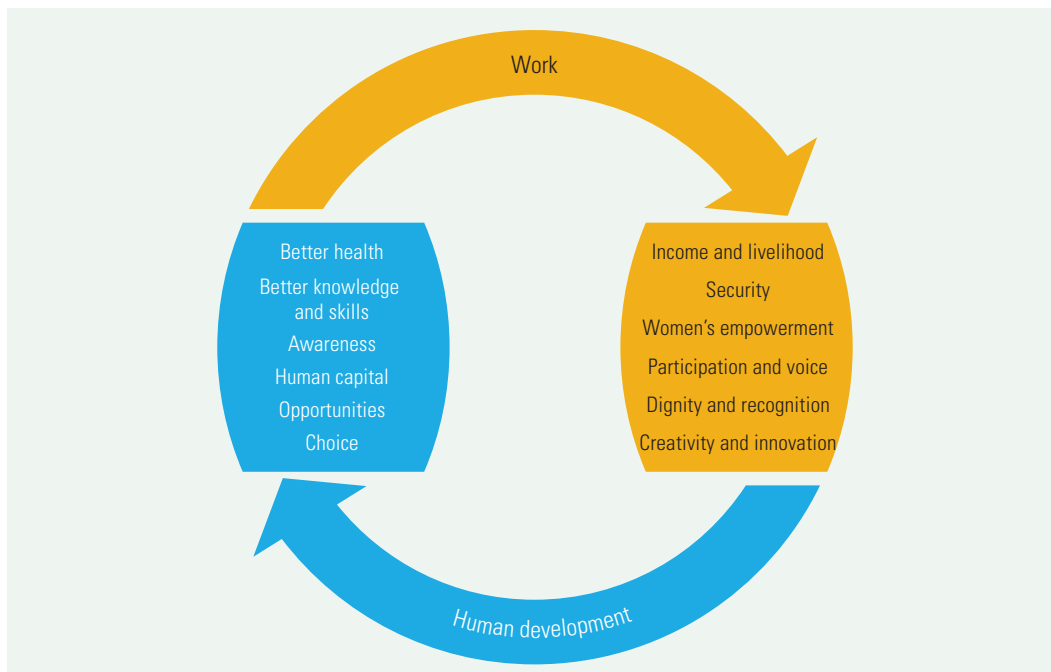 Work
Better health
Better knowledge
and skills
Awareness
Human capital
Opportunities
Choice
Income and livelihood
Security
Women’s empowerment
Participation and voice
Dignity and recognition
Creativity and innovation
Human development